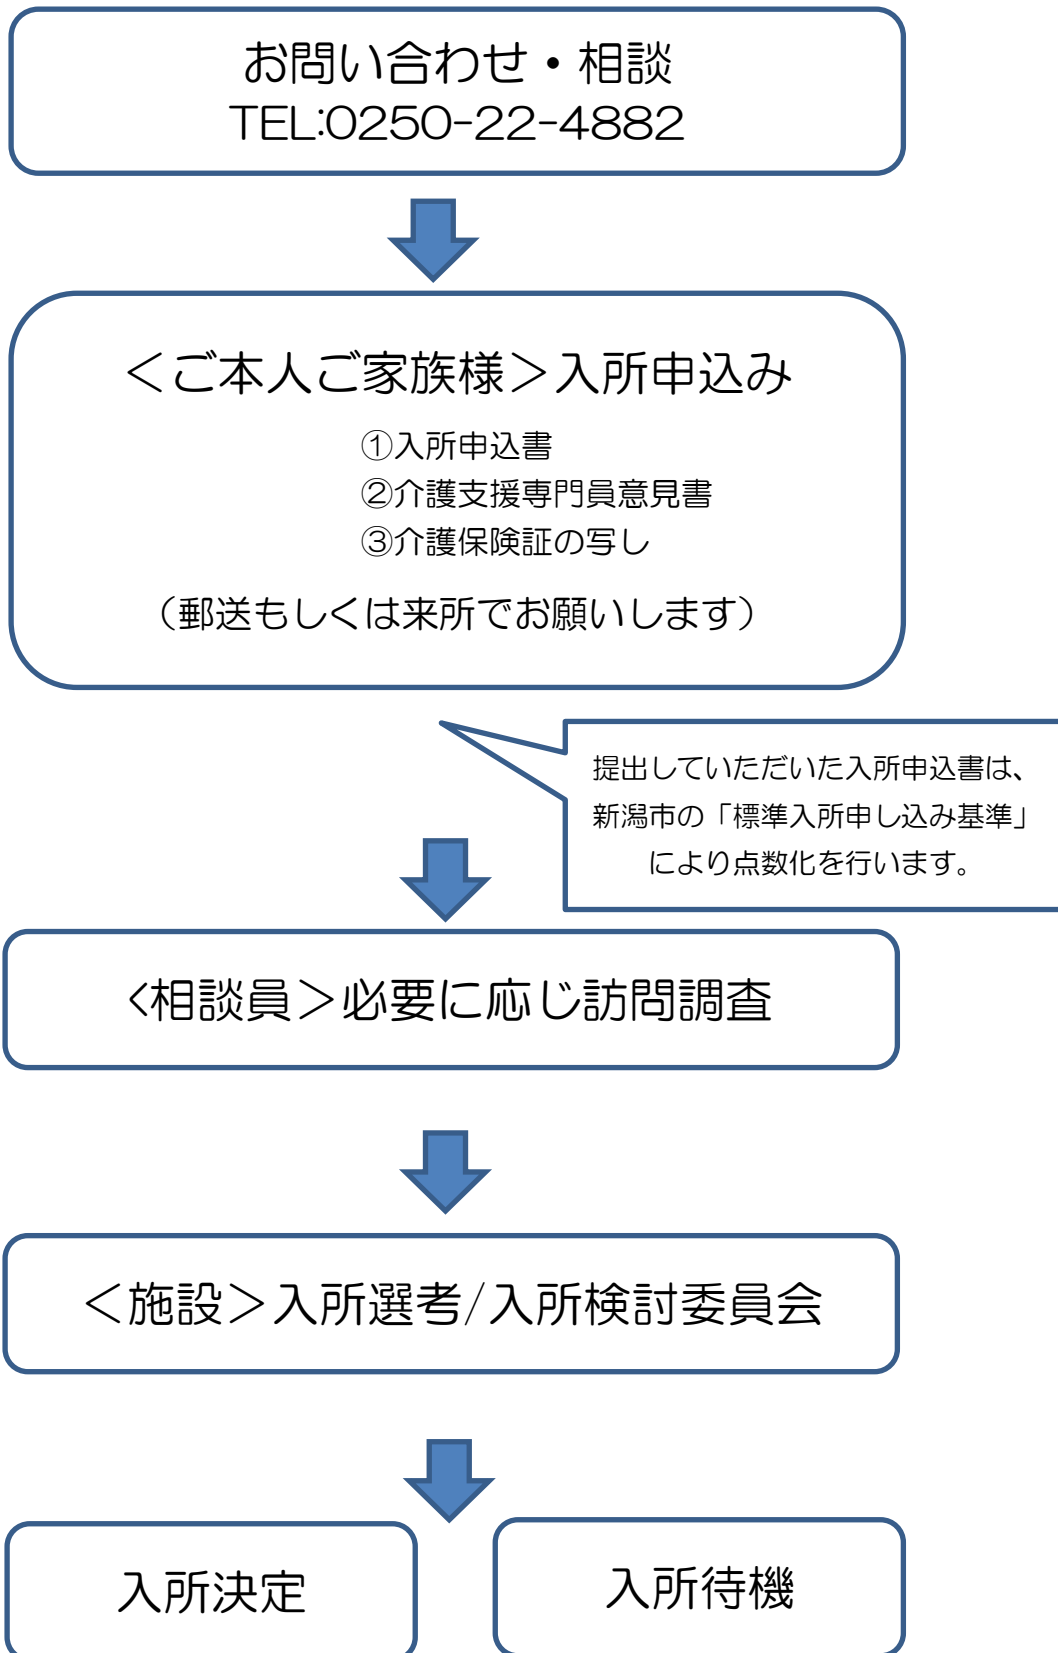 お問い合わせ・相談
TEL:0250-22-4882
＜ご本人ご家族様＞入所申込み
①入所申込書
②介護支援専門員意見書
③介護保険証の写し
（郵送もしくは来所でお願いします）
提出していただいた入所申込書は、
新潟市の「標準入所申し込み基準」
により点数化を行います。
<相談員＞必要に応じ訪問調査
＜施設＞入所選考/入所検討委員会
入所決定
入所待機